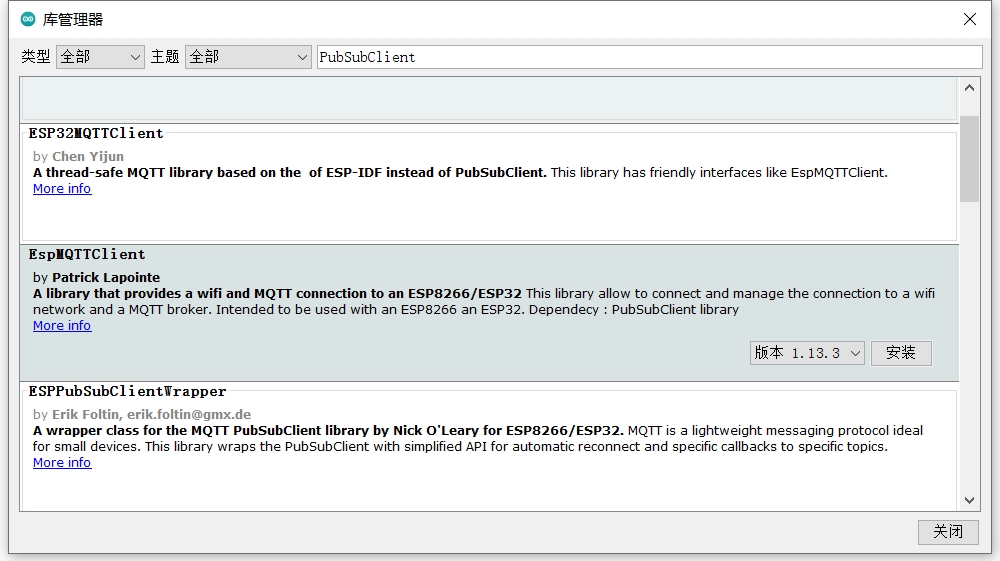 库管理器
类型 全部 主题 全部 PubSubClient
ESP32MQTTClient
by Chen Yijun
A thread-safe MQTT library based on the  of ESP-IDF instead of PubSubClient. This library has friendly interfaces like EspMQTTClient.
More info
EspMQTTClient
by Patrick Lapointe
A library that provides a wifi and MQTT connection to an ESP8266/ESP32 This library allow to connect and manage the connection to a wifi
network and a MQTT broker. Intended to be used with an ESP8266 an ESP32. Dependecy : PubSubClient library
More info
版本 1.13.3 安装
ESPPubSubClientWrapper
by Erik Foltin, erik.foltin@gmx.de
A wrapper class for the MQTT PubSubClient library by Nick O'Leary for ESP8266/ESP32. MQTT is a lightweight messaging protocol ideal
for small devices. This library wraps the PubSubClient with simplified API for automatic reconnect and specific callbacks to specific topics.
More info
关闭